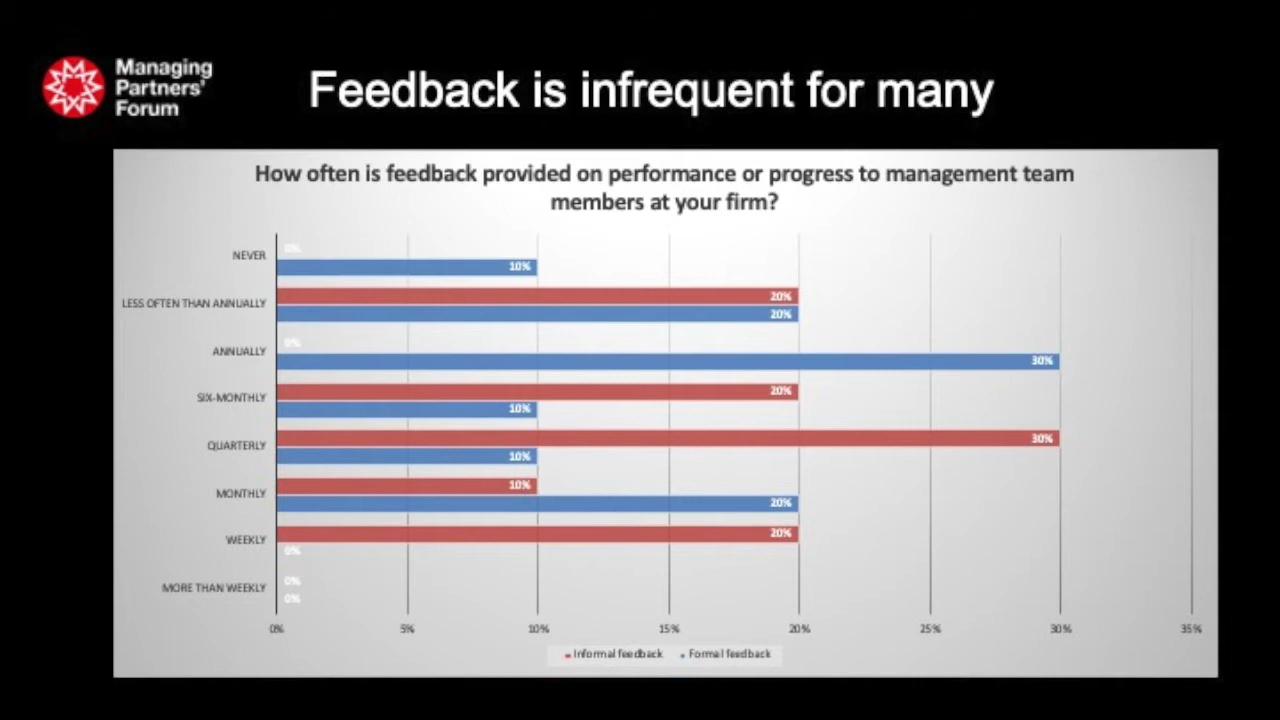 Managing
Partners'
Forum
Feedback is infrequent for many
How often is feedback provided on performance or progress to management team
members at your firm?
NEVER
0%
10%
LESS OFTEN THAN ANNUALLY
20%
20%
ANNUALLY
0%
30%
SIX-MONTHLY
20%
10%
QUARTERLY
30%
10%
MONTHLY
10%
20%
WEEKLY
20%
0%
MORE THAN WEEKLY
0%
0%
0% 5% 10% 15% 20% 25% 30% 35%
Informal feedback Formal feedback